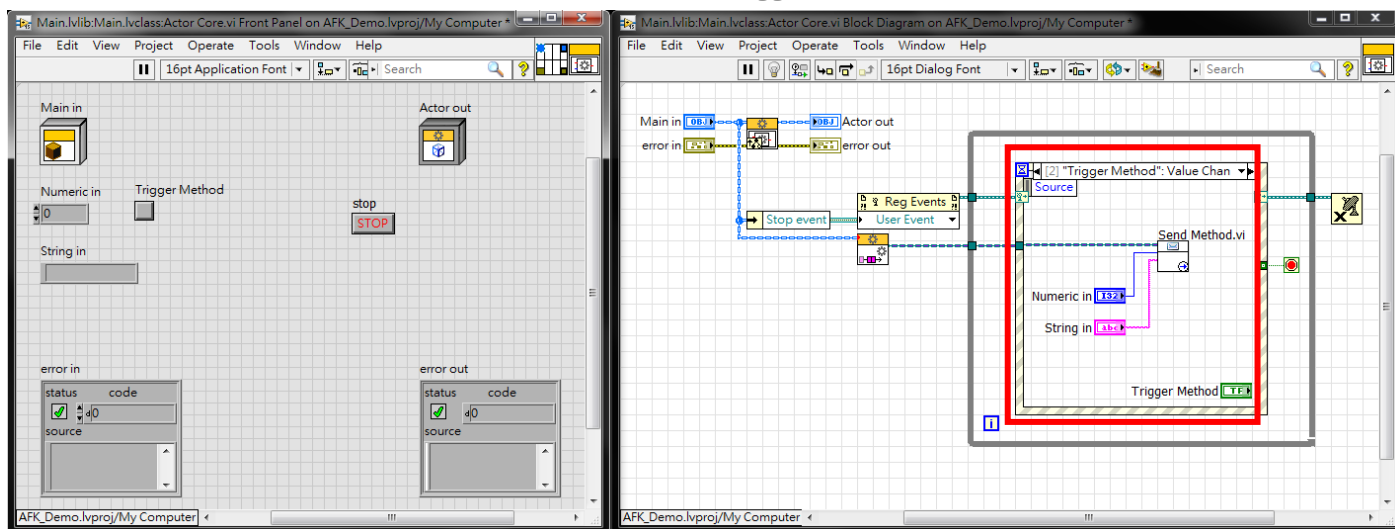 Main.lvlib:Main.lvclass:Actor Core.vi Front Panel on AFK_Demo.lvproj/My Computer *
File Edit View Project Operate Tools Window Help
16pt Application Font
Search
Main in
Actor out
Numeric in
Trigger Method
0
stop
STOP
String in
error in
error out
status code
0
source
status code
0
source
AFK_Demo.lvproj/My Computer
Main.lvlib:Main.lvclass:Actor Core.vi Block Diagram on AFK_Demo.lvproj/My Computer *
File Edit View Project Operate Tools Window Help
16pt Dialog Font
Search
Main in OBJ
OBJ Actor out
error in
error out
[2] "Trigger Method": Value Chan
Source
Reg Events
Stop event
User Event
Send Method.vi
Numeric in I32
String in abc
Trigger Method TF
i
AFK_Demo.lvproj/My Computer